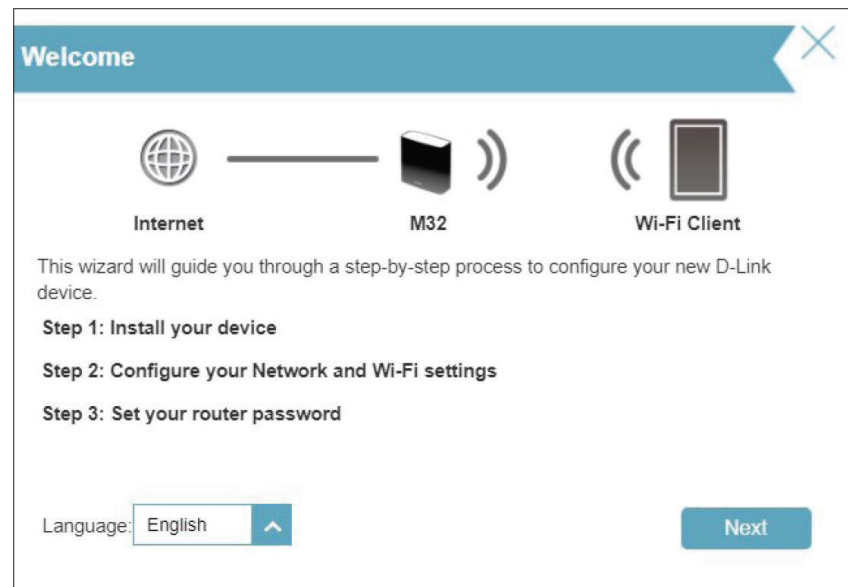 Welcome
Internet
M32
Wi-Fi Client
This wizard will guide you through a step-by-step process to configure your new D-Link
device.
Step 1: Install your device
Step 2: Configure your Network and Wi-Fi settings
Step 3: Set your router password
Language: English
Next